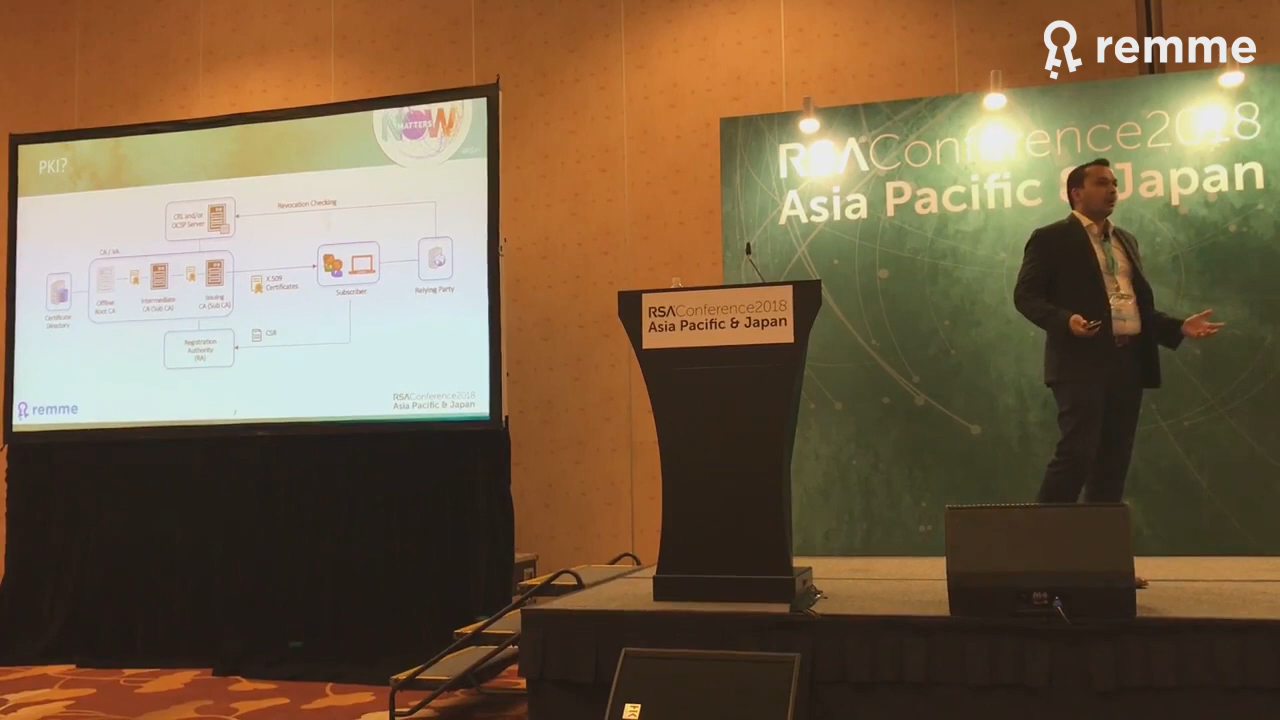 remme
NOW
MATTERS
PKI?
Revocation Checking
CRL and/or
OCSP Server
CA / VA
Certificate
Directory
Offline
Root CA
Intermediate
CA (Sub CA)
Issuing
CA (Sub CA)
X.509
Certificates
Subscriber
Relying Party
CSR
Registration
Authority
(RA)
remme
RSAConference2018
Asia Pacific & Japan
RSAConference2018
Asia Pacific & Japan
RSAConference2018
Asia Pacific & Japan